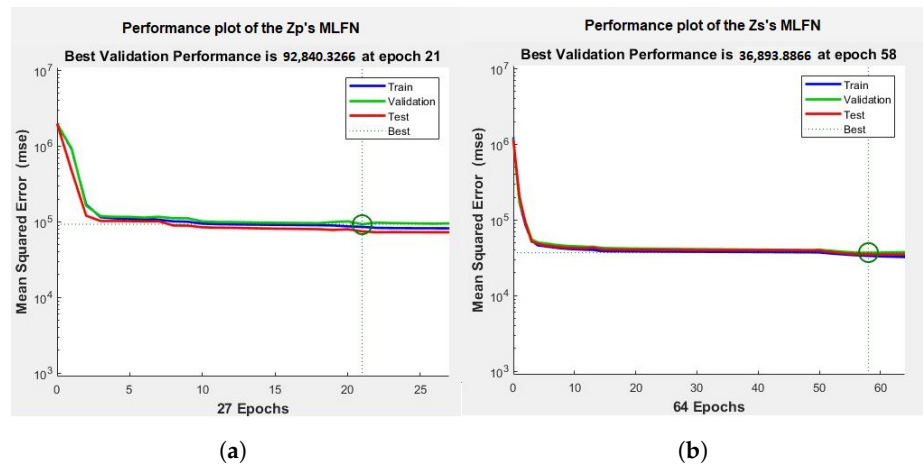 Performance plot of the Zp's MLFN
Best Validation Performance is 92,840.3266 at epoch 21
Mean Squared Error (mse)
10^7
10^6
10^5
10^4
10^3
Train
Validation
Test
Best
0 5 10 15 20 25
27 Epochs
(a)
Performance plot of the Zs's MLFN
Best Validation Performance is 36,893.8866 at epoch 58
Mean Squared Error (mse)
10^7
10^6
10^5
10^4
10^3
Train
Validation
Test
Best
0 10 20 30 40 50 60
64 Epochs
(b)